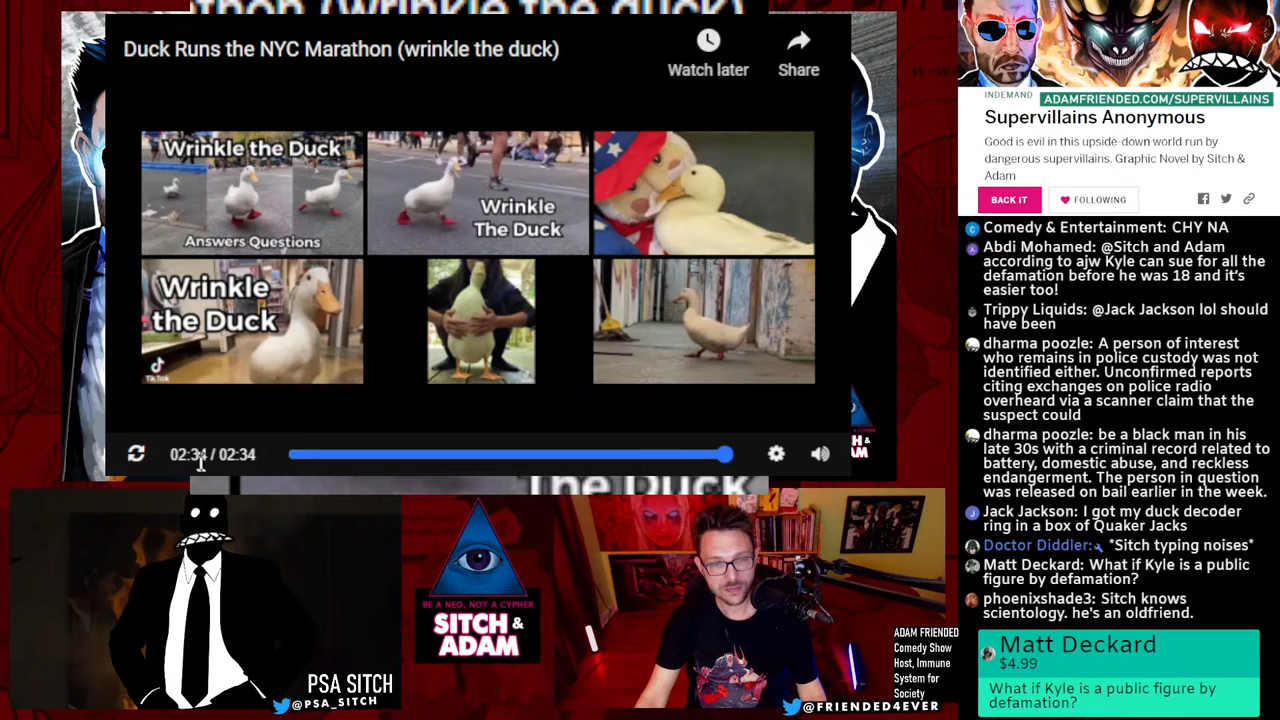 thon (wrinkle the duck)
Duck Runs the NYC Marathon (wrinkle the duck)
Watch later
Share
Wrinkle the Duck
Answers Questions
Wrinkle
The Duck
Wrinkle
the Duck
TikTok
02:34 / 02:34
The Duck
H &
M
BE A NEO, NOT A CYPHER
SITCH &
ADAM
PSA SITCH
@PSA_SITCH
ADAM FRIENDED
Comedy Show
Host, Immune
System for
Society
@FRIENDED4EVER
INDEMAND
ADAMFRIENDED.COM/SUPERVILLAINS
Supervillains Anonymous
Good is evil in this upside-down world run by
dangerous supervillains. Graphic Novel by Sitch &
Adam
BACK IT
FOLLOWING
C Comedy & Entertainment: CHY NA
A Abdi Mohamed: @Sitch and Adam
according to ajw Kyle can sue for all the
defamation before he was 18 and it’s
easier too!
Trippy Liquids: @Jack Jackson lol should
have been
dharma poozle: A person of interest
who remains in police custody was not
identified either. Unconfirmed reports
citing exchanges on police radio
overheard via a scanner claim that the
suspect could
dharma poozle: be a black man in his
late 30s with a criminal record related to
battery, domestic abuse, and reckless
endangerment. The person in question
was released on bail earlier in the week.
J Jack Jackson: I got my duck decoder
ring in a box of Quaker Jacks
Doctor Diddler: *Sitch typing noises*
Matt Deckard: What if Kyle is a public
figure by defamation?
phoenixshade3: Sitch knows
scientology. he's an oldfriend.
Matt Deckard
$4.99
What if Kyle is a public figure by
defamation?